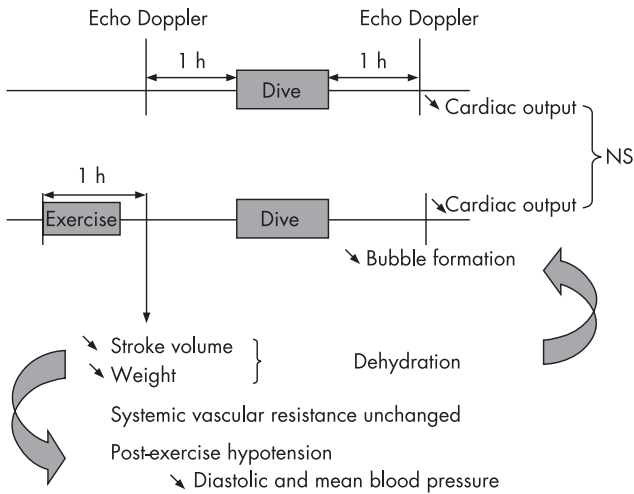 Echo Doppler Echo Doppler
1 h 1 h
Dive
Cardiac output
NS
1 h
Exercise Dive Cardiac output
Bubble formation
Stroke volume
Weight
Dehydration
Systemic vascular resistance unchanged
Post-exercise hypotension
Diastolic and mean blood pressure